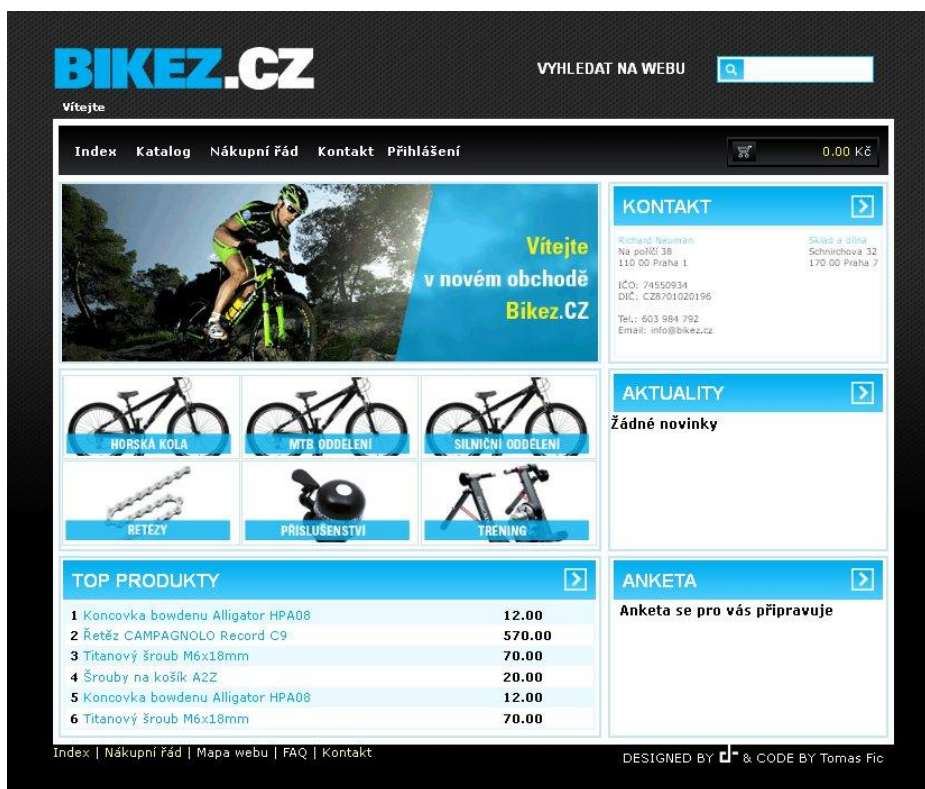 BIKEZ.CZ
VYHLEDAT NA WEBU
Vítejte
Index Katalog Nákupní řád Kontakt Přihlášení 0.00 Kč
Vítejte
v novém obchodě
Bikez.CZ
KONTAKT
Richard Neuman
Na poříčí 38
110 00 Praha 1
IČO: 74550934
DIČ: CZ8701020196
Tel.: 603 984 792
Email: info@bikez.cz
Sklad a dílna
Schnirchova 32
170 00 Praha 7
HORSKÁ KOLA MTB ODDĚLENÍ SILNIČNÍ ODDĚLENÍ
ŘETĚZY PŘÍSLUŠENSTVÍ TRENING
AKTUALITY
Žádné novinky
TOP PRODUKTY
1 Koncovka bowdenu Alligator HPA08 12.00
2 Řetěz CAMPAGNOLO Record C9 570.00
3 Titanový šroub M6x18mm 70.00
4 Šrouby na košík A2Z 20.00
5 Koncovka bowdenu Alligator HPA08 12.00
6 Titanový šroub M6x18mm 70.00
ANKETA
Anketa se pro vás připravuje
Index | Nákupní řád | Mapa webu | FAQ | Kontakt
DESIGNED BY d- & CODE BY Tomas Fic